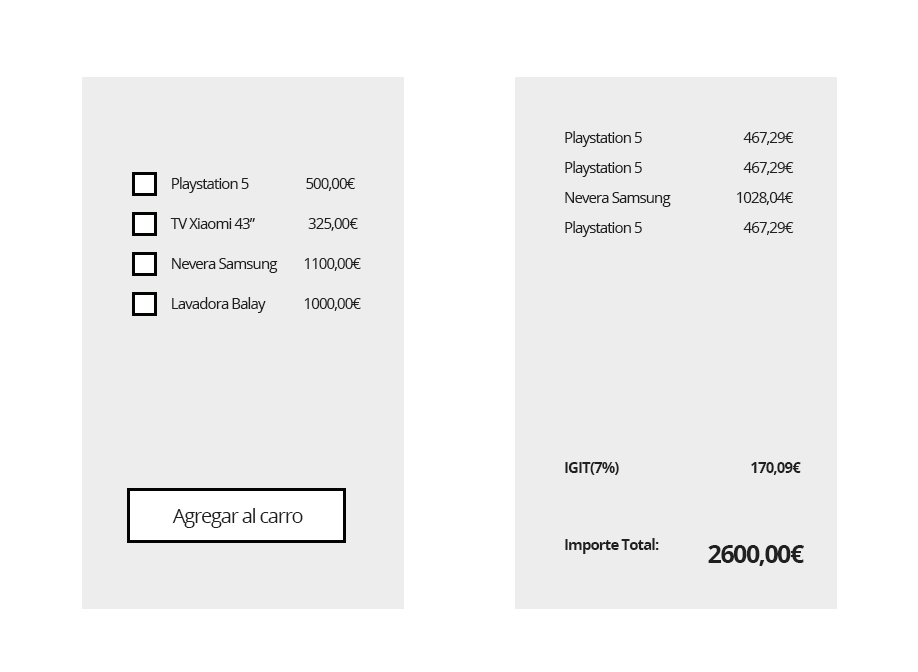 Playstation 5 500,00€
TV Xiaomi 43” 325,00€
Nevera Samsung 1100,00€
Lavadora Balay 1000,00€
Agregar al carro
Playstation 5 467,29€
Playstation 5 467,29€
Nevera Samsung 1028,04€
Playstation 5 467,29€
IGIT(7%) 170,09€
Importe Total: 2600,00€